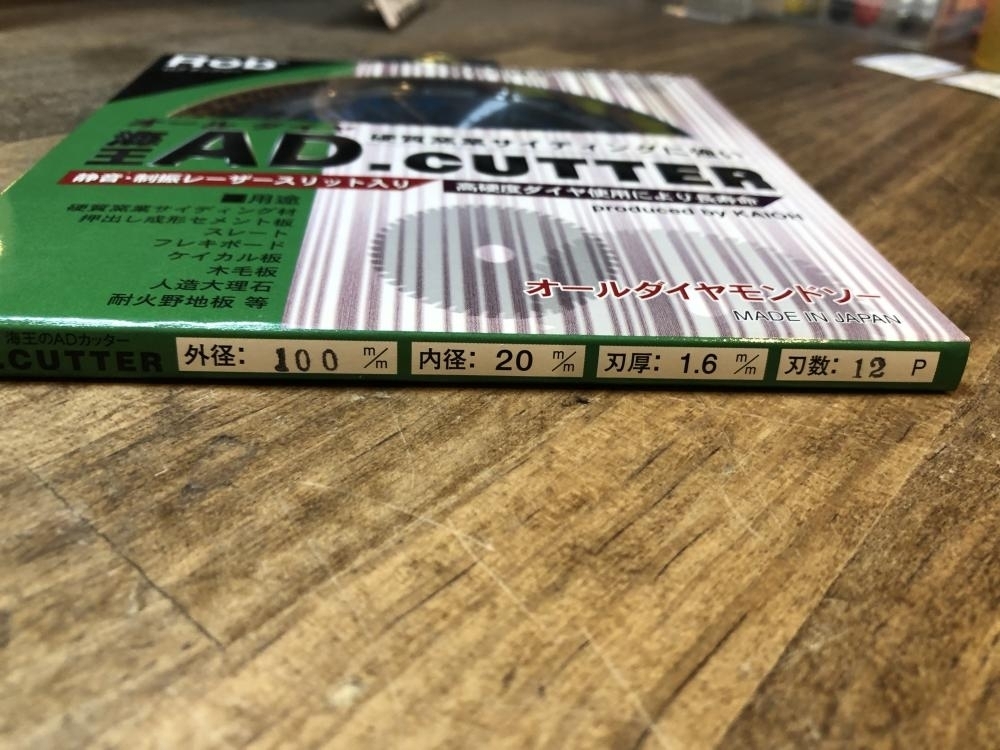 Rob
オールダイヤ
硬質窯業サイディングに強い
海王 AD-CUTTER
静音・制振レーザースリット入り
高硬度ダイヤ使用により長寿命
produced by KAIOH
■用途
硬質窯業サイディング材
押出し成形セメント板
スレート
フレキボード
ケイカル板
木毛板
人造大理石
耐火野地板 等
オールダイヤモンドソー
MADE IN JAPAN
海王のADカッター
CUTTER
外径: 100 m/m
内径: 20 m/m
刃厚: 1.6 m/m
刃数: 12 P